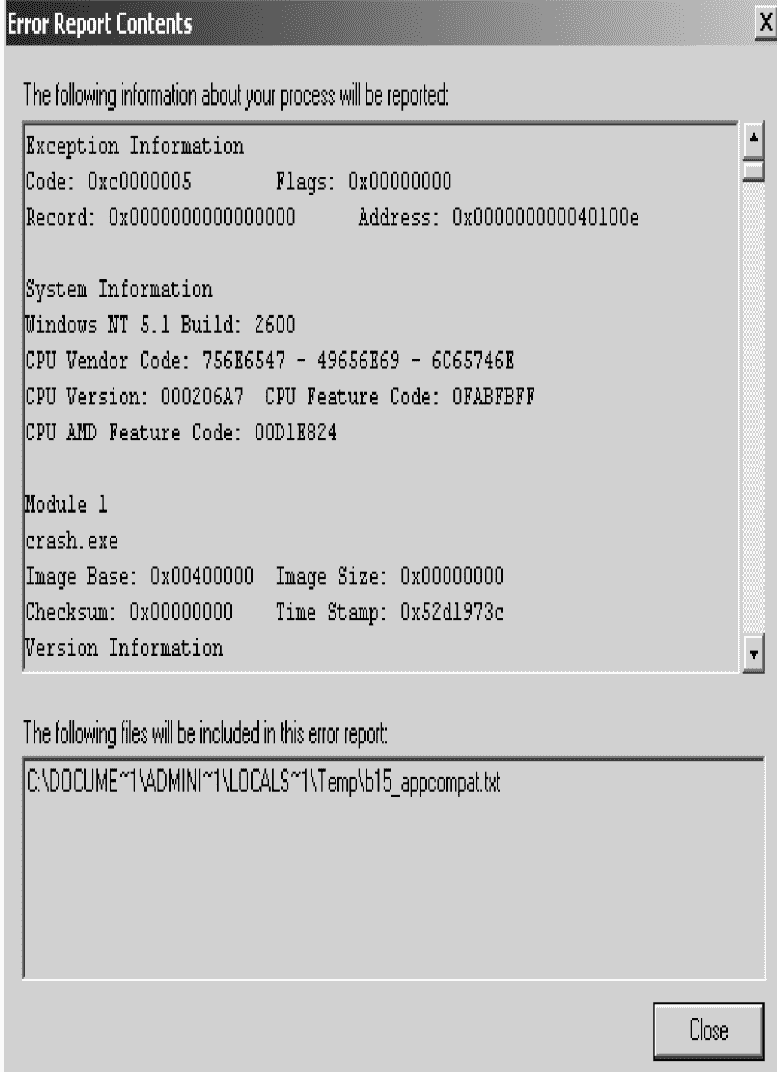 Error Report Contents
X
The following information about your process will be reported:
Exception Information
Code: 0xc0000005 Flags: 0x00000000
Record: 0x0000000000000000 Address: 0x000000000040100e
System Information
Windows NT 5.1 Build: 2600
CPU Vendor Code: 756E6547 - 49656E69 - 6C65746E
CPU Version: 000206A7 CPU Feature Code: 0FABFBFF
CPU AMD Feature Code: 00D1E824
Module 1
crash.exe
Image Base: 0x00400000 Image Size: 0x00000000
Checksum: 0x00000000 Time Stamp: 0x52d1973c
Version Information
The following files will be included in this error report:
C:\DOCUME~1\ADMINI~1\LOCALS~1\Temp\b15_appcompat.txt
Close